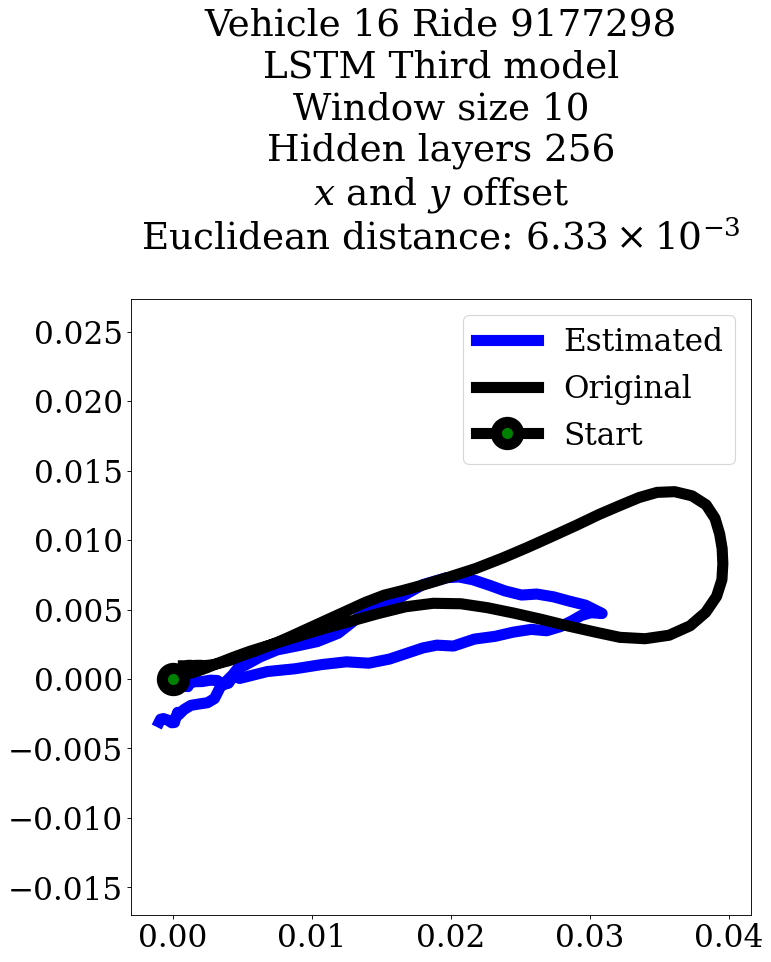 Vehicle 16 Ride 9177298
LSTM Third model
Window size 10
Hidden layers 256
x and y offset
Euclidean distance: 6.33 × 10⁻³
Estimated
Original
Start
0.025
0.020
0.015
0.010
0.005
0.000
−0.005
−0.010
−0.015
0.00 0.01 0.02 0.03 0.04